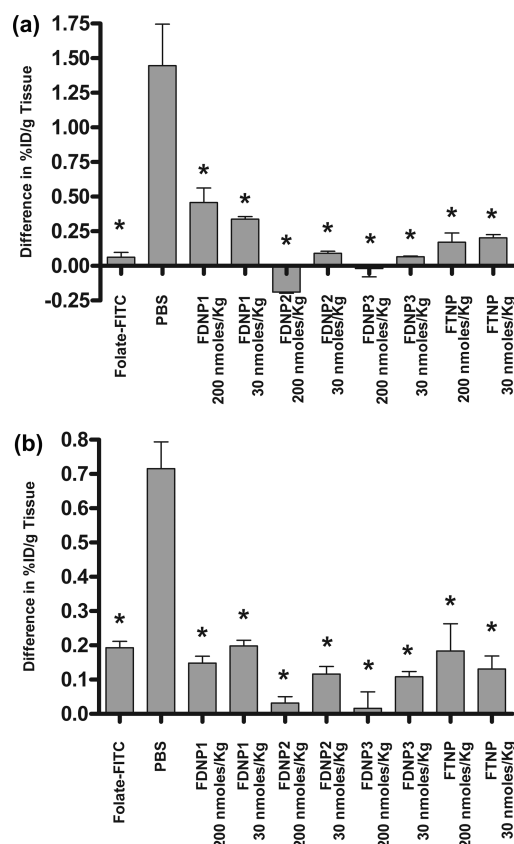 (a)
Difference in %ID/g Tissue
1.75
1.50
1.25
1.00
0.75
0.50
0.25
0.00
-0.25
*
*
*
*
*
*
*
*
*
Folate-FITC
PBS
FDNP1
200 nmoles/Kg
FDNP1
30 nmoles/Kg
FDNP2
200 nmoles/Kg
FDNP2
30 nmoles/Kg
FDNP3
200 nmoles/Kg
FDNP3
30 nmoles/Kg
FTNP
200 nmoles/Kg
FTNP
30 nmoles/Kg
(b)
Difference in %ID/g Tissue
0.8
0.7
0.6
0.5
0.4
0.3
0.2
0.1
0.0
*
*
*
*
*
*
*
*
*
Folate-FITC
PBS
FDNP1
200 nmoles/Kg
FDNP1
30 nmoles/Kg
FDNP2
200 nmoles/Kg
FDNP2
30 nmoles/Kg
FDNP3
200 nmoles/Kg
FDNP3
30 nmoles/Kg
FTNP
200 nmoles/Kg
FTNP
30 nmoles/Kg